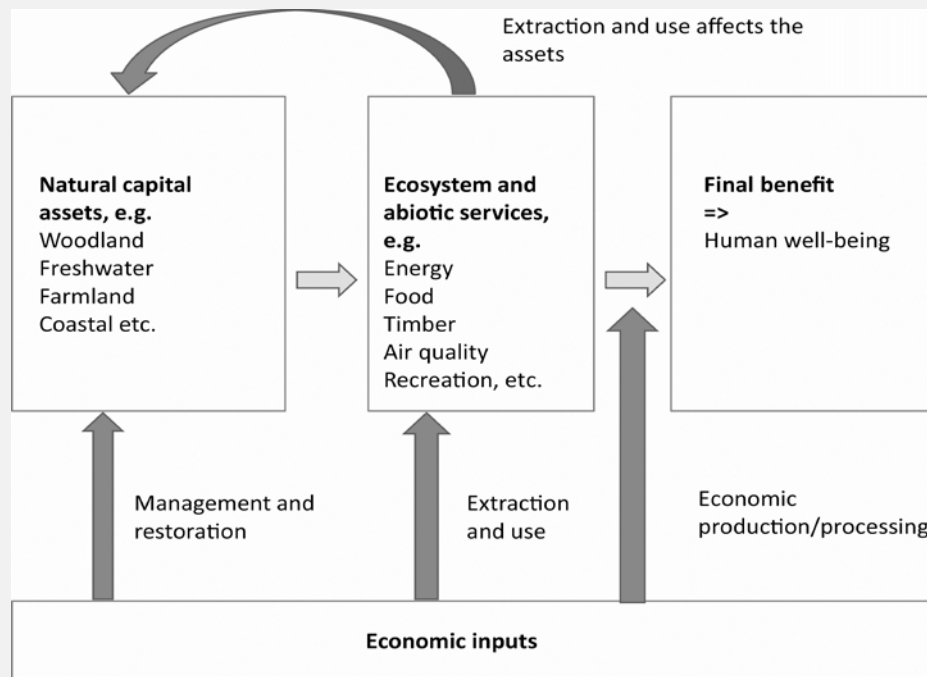 Extraction and use affects the
assets
Natural capital
assets, e.g.
Woodland
Freshwater
Farmland
Coastal etc.
Ecosystem and
abiotic services,
e.g.
Energy
Food
Timber
Air quality
Recreation, etc.
Final benefit
=>
Human well-being
Management and
restoration
Extraction
and use
Economic
production/processing
Economic inputs